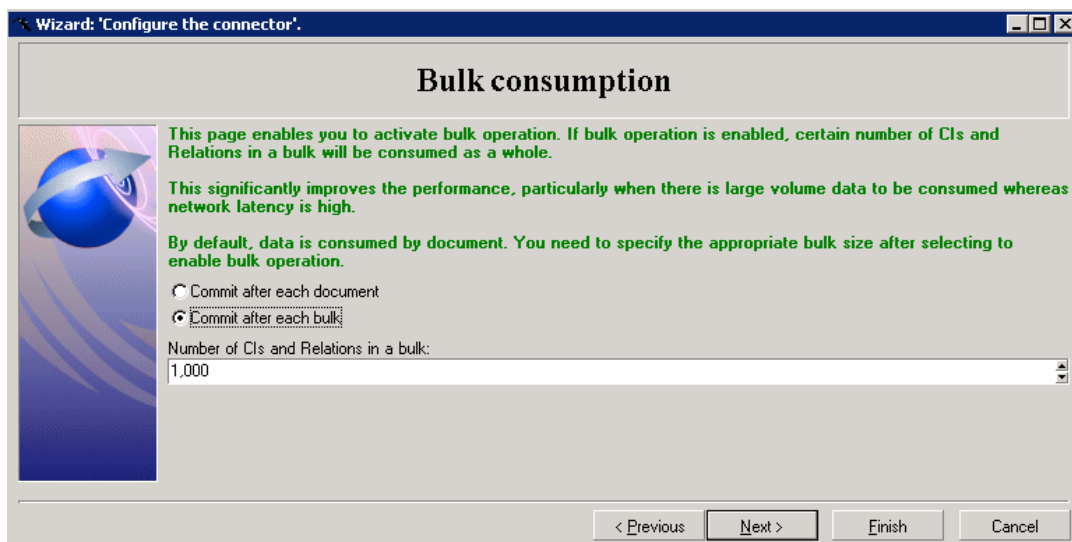 Wizard: 'Configure the connector'.
Bulk consumption
This page enables you to activate bulk operation. If bulk operation is enabled, certain number of CIs and
Relations in a bulk will be consumed as a whole.
This significantly improves the performance, particularly when there is large volume data to be consumed whereas
network latency is high.
By default, data is consumed by document. You need to specify the appropriate bulk size after selecting to
enable bulk operation.
Commit after each document
Commit after each bulk
Number of CIs and Relations in a bulk:
1,000
< Previous
Next >
Finish
Cancel